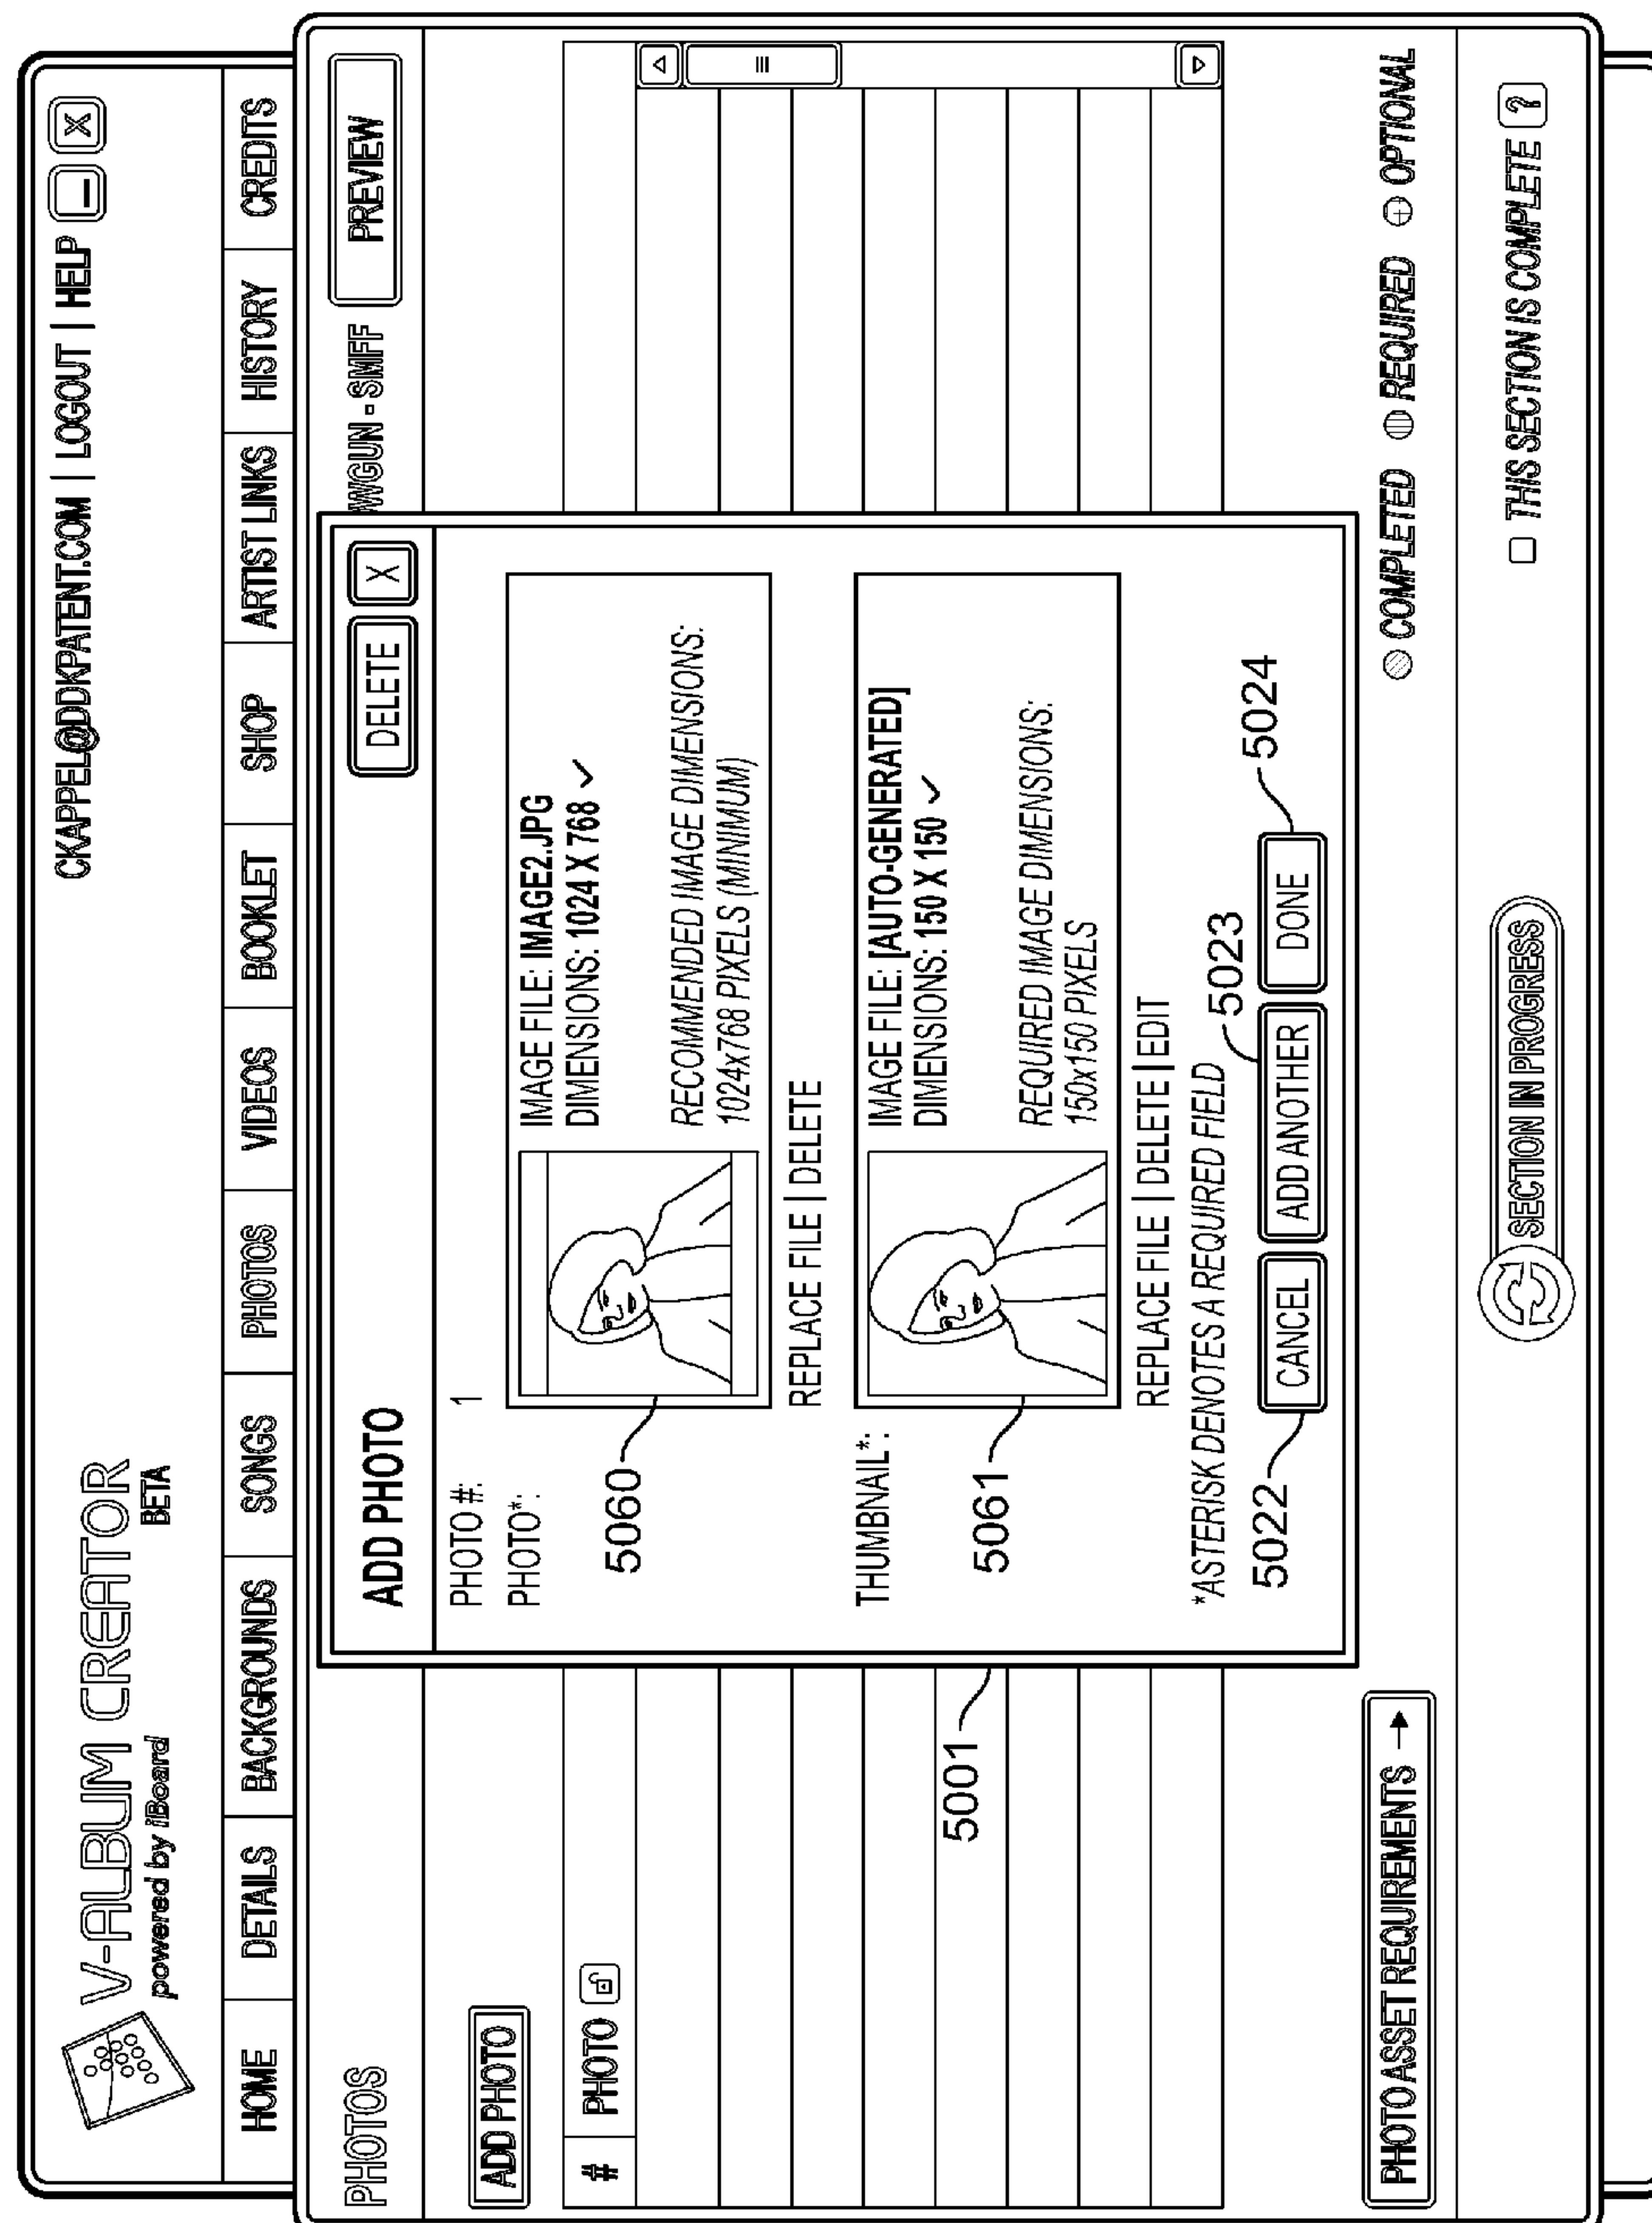 CKAPPEL@DDKPATENT.COM | LOGOUT | HELP
V-ALBUM CREATOR
BETA
powered by iBoard
HOME DETAILS BACKGROUNDS SONGS PHOTOS VIDEOS BOOKLET SHOP ARTIST LINKS HISTORY CREDITS
PHOTOS
WGUN - SMFF PREVIEW
ADD PHOTO
# PHOTO
ADD PHOTO DELETE X
PHOTO #: 1
PHOTO*:
IMAGE FILE: IMAGE2.JPG
DIMENSIONS: 1024 X 768 ✓
RECOMMENDED IMAGE DIMENSIONS:
1024x768 PIXELS (MINIMUM)
5060
REPLACE FILE | DELETE
THUMBNAIL*:
IMAGE FILE: [AUTO-GENERATED]
DIMENSIONS: 150 X 150 ✓
REQUIRED IMAGE DIMENSIONS:
150x150 PIXELS
5061
5001
REPLACE FILE | DELETE | EDIT
*ASTERISK DENOTES A REQUIRED FIELD
5022 5023 5024
CANCEL ADD ANOTHER DONE
PHOTO ASSET REQUIREMENTS →
COMPLETED REQUIRED OPTIONAL
SECTION IN PROGRESS
THIS SECTION IS COMPLETE ?